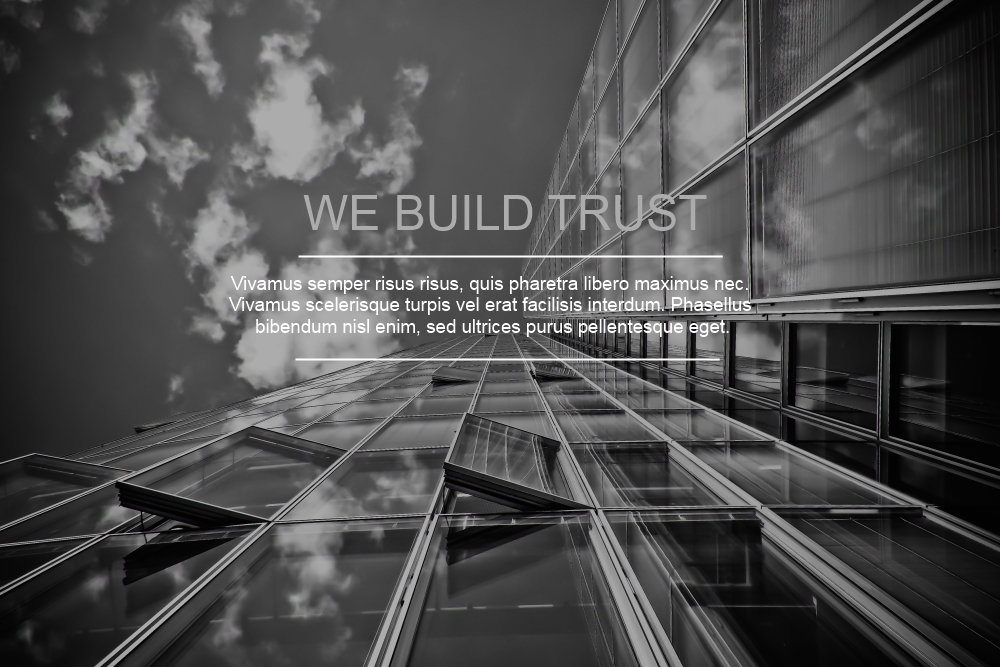 WE BUILD TRUST
Vivamus semper risus risus, quis pharetra libero maximus nec.
Vivamus scelerisque turpis vel erat facilisis interdum. Phasellus
bibendum nisl enim, sed ultrices purus pellentesque eget.